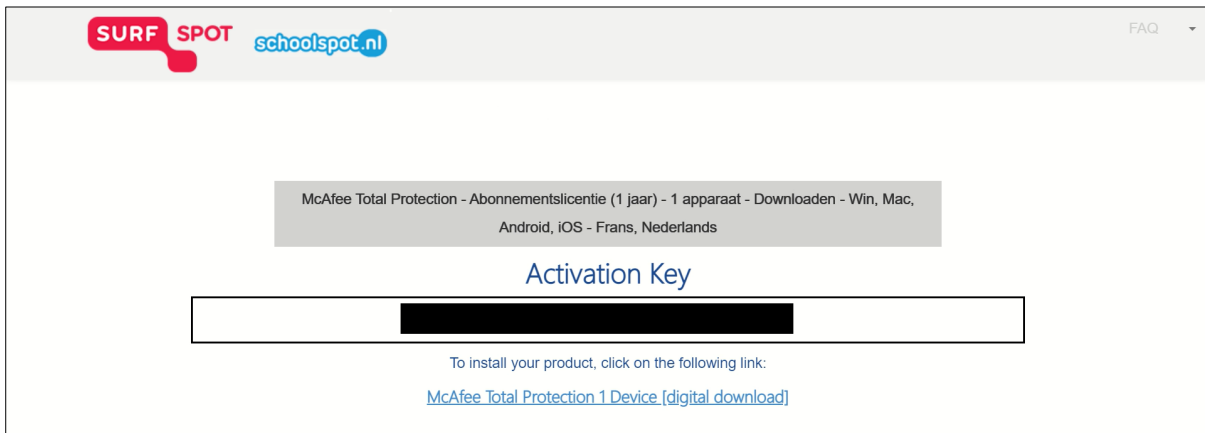 SURF SPOT schoolspot.nl FAQ
McAfee Total Protection - Abonnementslicentie (1 jaar) - 1 apparaat - Downloaden - Win, Mac,
Android, iOS - Frans, Nederlands
Activation Key
To install your product, click on the following link:
McAfee Total Protection 1 Device [digital download]